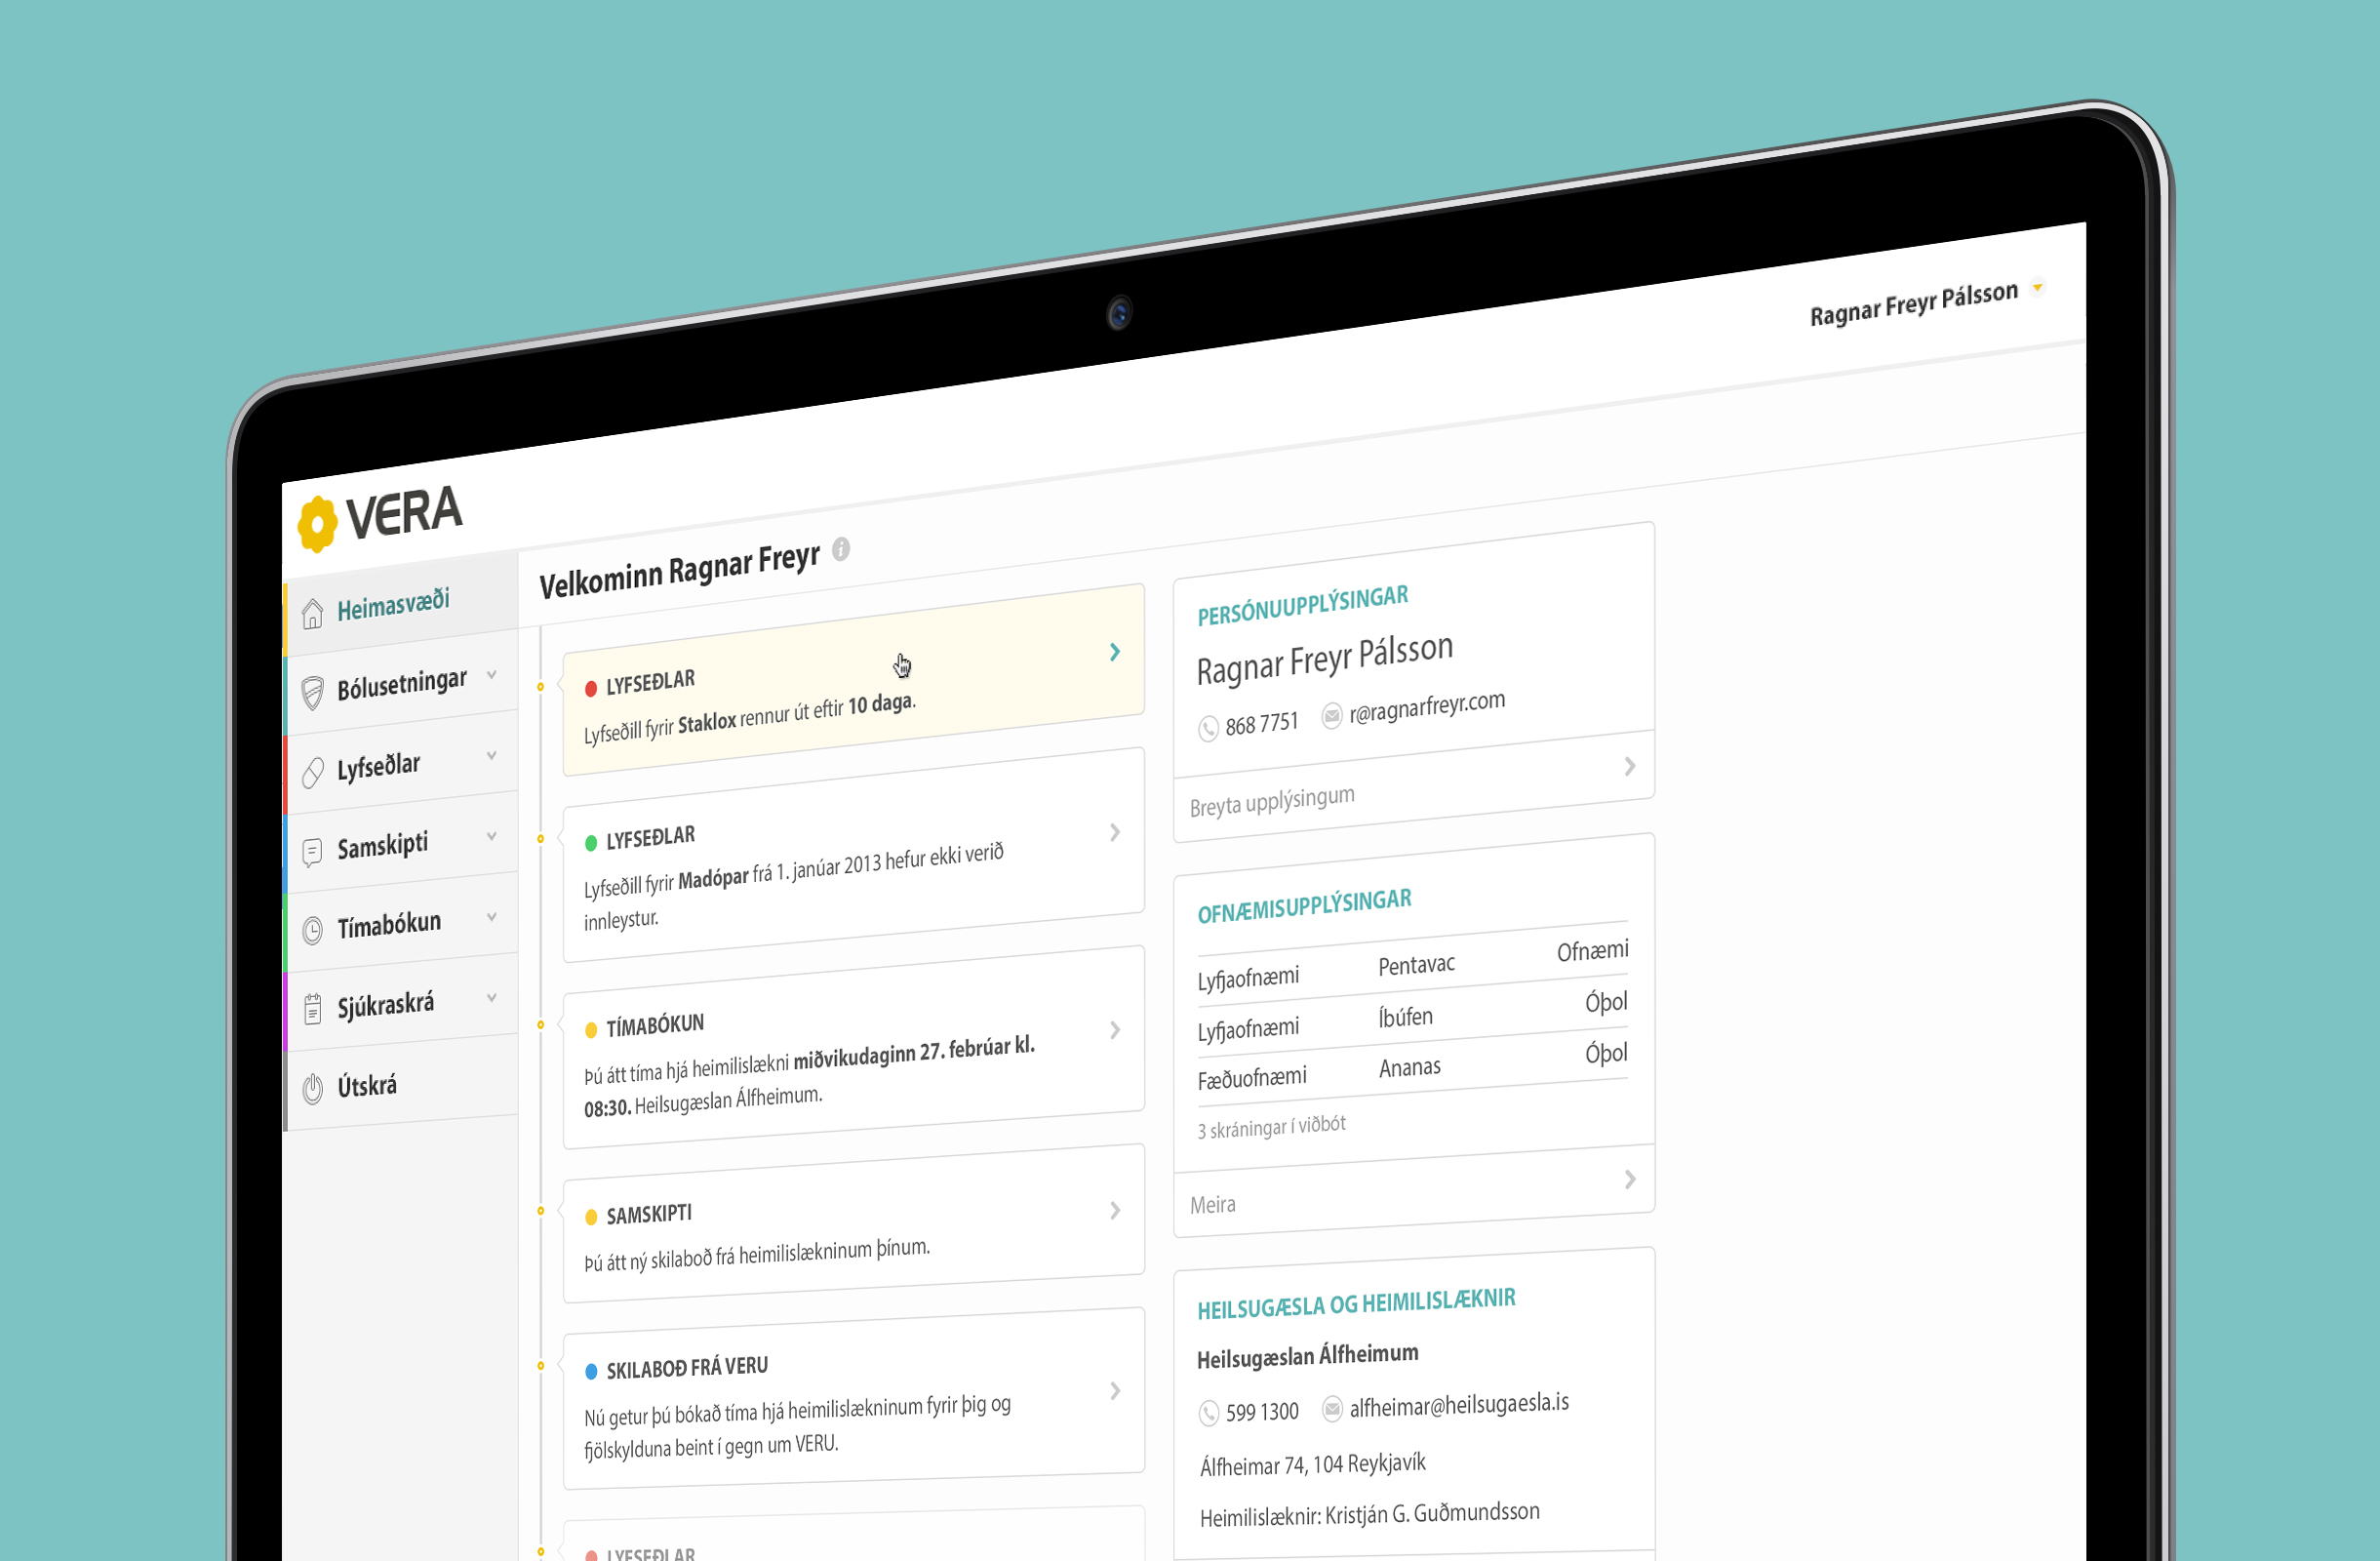 Ragnar Freyr Pálsson
VERA
Heimasvæði
Bólusetningar
Lyfseðlar
Samskipti
Tímabókun
Sjúkraskrá
Útskrá
Velkominn Ragnar Freyr i
LYFSEÐLAR
Lyfseðill fyrir Staklox rennur út eftir 10 daga.
LYFSEÐLAR
Lyfseðill fyrir Madópar frá 1. janúar 2013 hefur ekki verið
innleystur.
TÍMABÓKUN
Þú átt tíma hjá heimilislækni miðvikudaginn 27. febrúar kl.
08:30. Heilsugæslan Álfheimum.
SAMSKIPTI
Þú átt ný skilaboð frá heimilislækninum þínum.
SKILABOÐ FRÁ VERU
Nú getur þú bókað tíma hjá heimilislækninum fyrir þig og
fjölskylduna beint í gegn um VERU.
LYFSEÐLAR
PERSÓNUUPPLÝSINGAR
Ragnar Freyr Pálsson
868 7751 r@ragnarfreyr.com
Breyta upplýsingum
OFNÆMISUPPLÝSINGAR
Lyfjaofnæmi Pentavac Ofnæmi
Lyfjaofnæmi Íbúfen Óþol
Fæðuofnæmi Ananas Óþol
3 skráningar í viðbót
Meira
HEILSUGÆSLA OG HEIMILISLÆKNIR
Heilsugæslan Álfheimum
599 1300 alfheimar@heilsugaesla.is
Álfheimar 74, 104 Reykjavík
Heimilislæknir: Kristján G. Guðmundsson